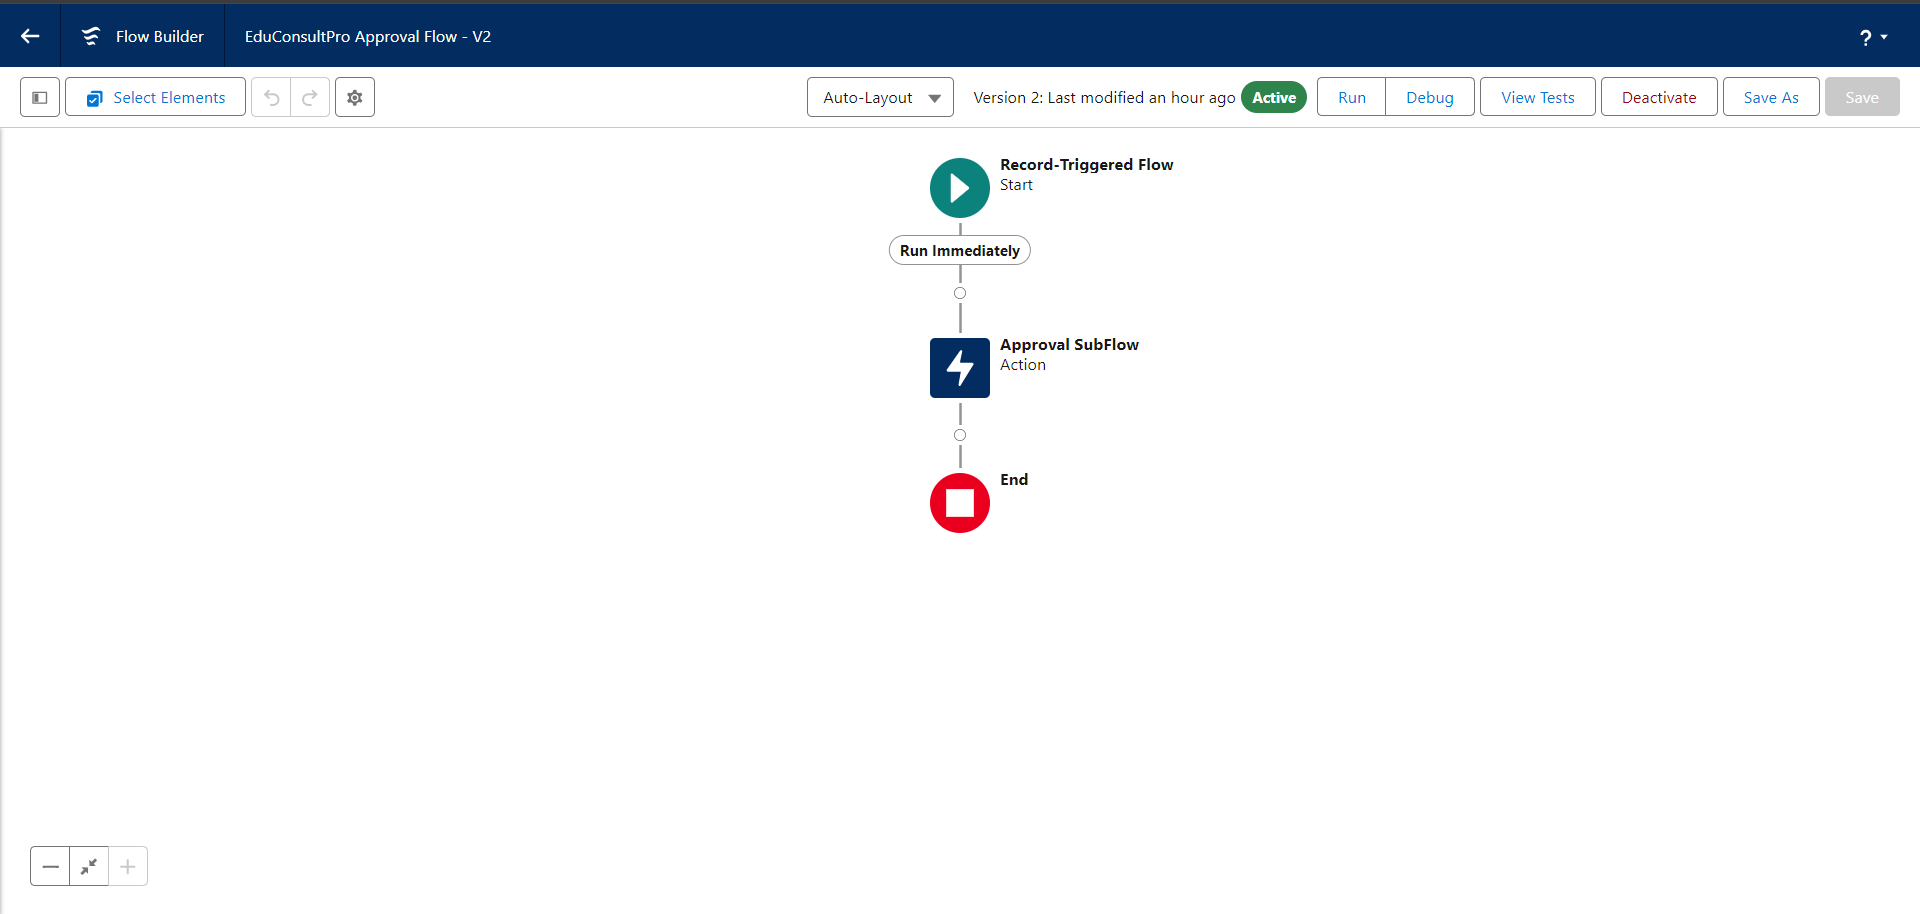 Flow Builder
EduConsultPro Approval Flow - V2
?
Select Elements
Auto-Layout
Version 2: Last modified an hour ago
Active
Run
Debug
View Tests
Deactivate
Save As
Save
Record-Triggered Flow
Start
Run Immediately
Approval SubFlow
Action
End